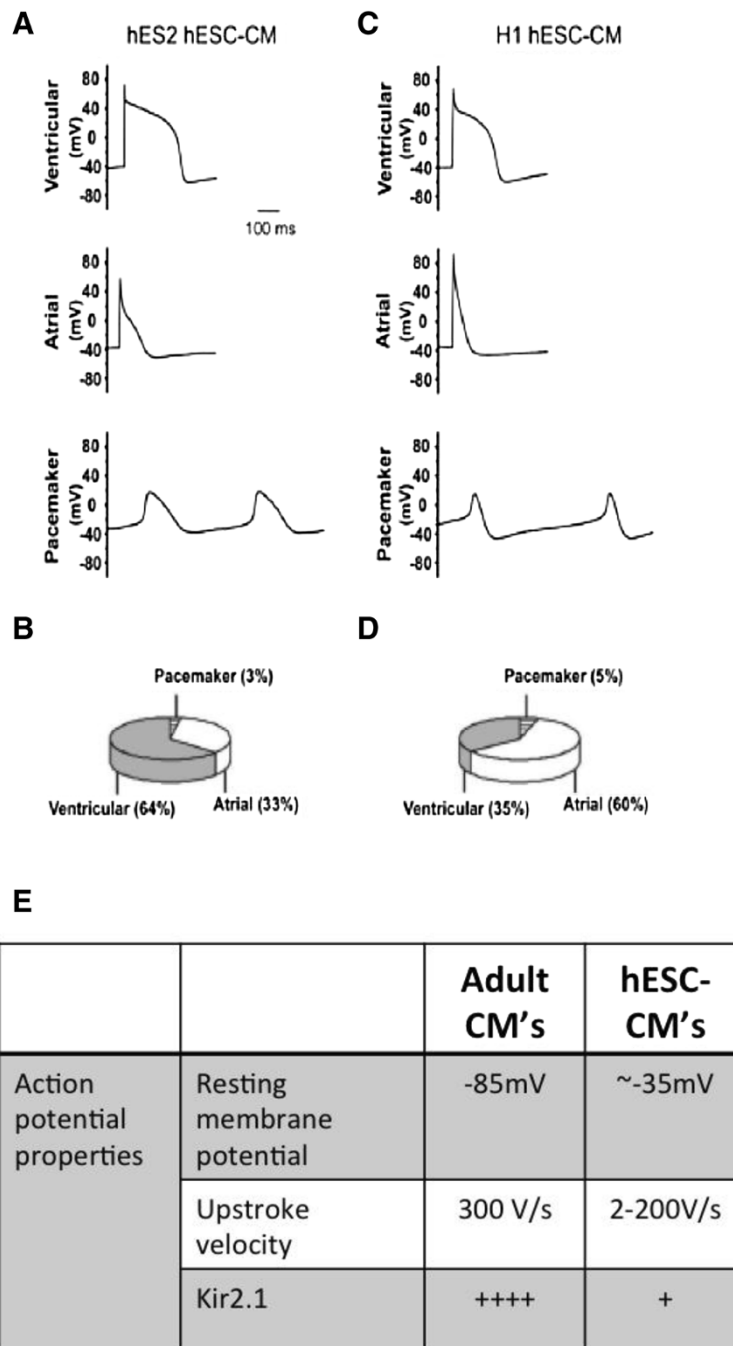 A
hES2 hESC-CM
Ventricular
(mV)
80
40
0
-40
-80
100 ms
Atrial
(mV)
80
40
0
-40
-80
Pacemaker
(mV)
80
40
0
-40
-80
C
H1 hESC-CM
Ventricular
(mV)
80
40
0
-40
-80
Atrial
(mV)
80
40
0
-40
-80
Pacemaker
(mV)
80
40
0
-40
-80
B
Pacemaker (3%)
Ventricular (64%)
Atrial (33%)
D
Pacemaker (5%)
Ventricular (35%)
Atrial (60%)
E
Adult
CM's
hESC-
CM's
Action
potential
properties
Resting
membrane
potential
-85mV
~-35mV
Upstroke
velocity
300 V/s
2-200V/s
Kir2.1
++++
+